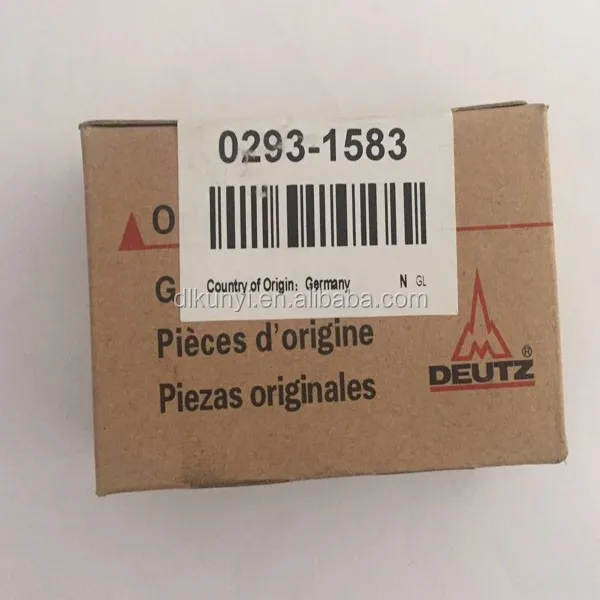 0293-1583
O
Country of Origin: Germany N GL
G
dlkunyi.en.alibaba.com
Pièces d'origine
Piezas originales
DEUTZ®